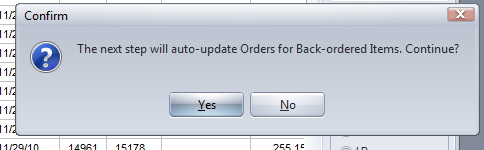 Confirm
The next step will auto-update Orders for Back-ordered Items. Continue?
Yes No
11/29/10 14961 15178 255.15